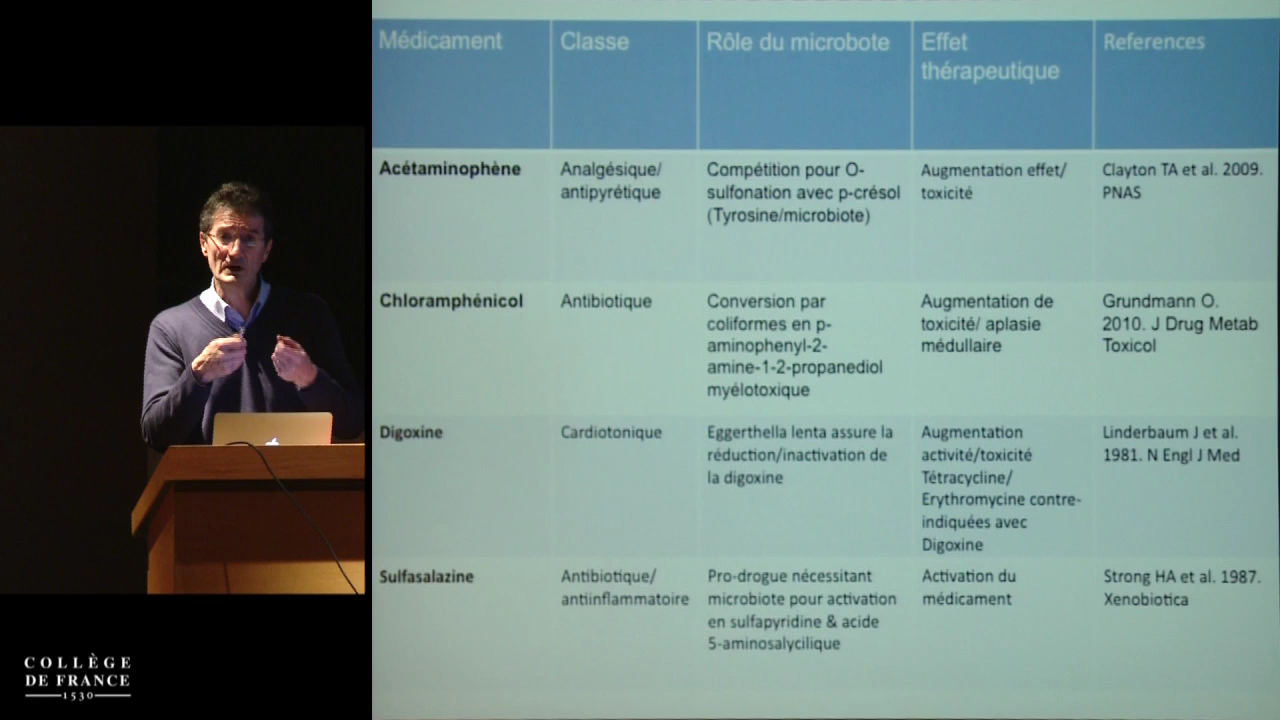 Médicament
Classe
Rôle du microbote
Effet
thérapeutique
References
Acétaminophène
Analgésique/
antipyrétique
Compétition pour O-
sulfonation avec p-crésol
(Tyrosine/microbiote)
Augmentation effet/
toxicité
Clayton TA et al. 2009.
PNAS
Chloramphénicol
Antibiotique
Conversion par
coliformes en p-
aminophenyl-2-
amine-1-2-propanediol
myélotoxique
Augmentation de
toxicité/ aplasie
médullaire
Grundmann O.
2010. J Drug Metab
Toxicol
Digoxine
Cardiotonique
Eggerthella lenta assure la
réduction/inactivation de
la digoxine
Augmentation
activité/toxicité
Tétracycline/
Erythromycine contre-
indiquées avec
Digoxine
Linderbaum J et al.
1981. N Engl J Med
Sulfasalazine
Antibiotique/
antiinflammatoire
Pro-drogue nécessitant
microbiote pour activation
en sulfapyridine & acide
5-aminosalycilique
Activation du
médicament
Strong HA et al. 1987.
Xenobiotica
COLLÈGE
DE FRANCE
1530